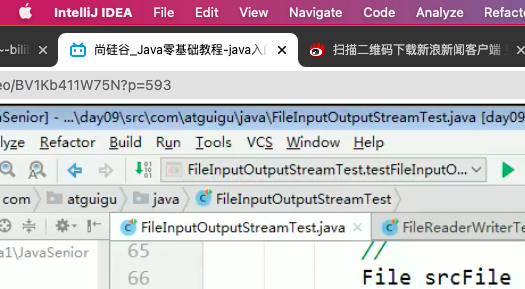 IntelliJ IDEA File Edit View Navigate Code Analyze Refactor
尚硅谷_Java零基础教程-java入 扫描二维码下载新浪新闻客户端
eo/BV1Kb411W75N?p=593
aSenior] - ...\day09\src\com\atguigu\java\FileInputOutputStreamTest.java [day09
lyze Refactor Build Run Tools VCS Window Help
FileInputOutputStreamTest.testFileInputO...
com atguigu java FileInputOutputStreamTest
FileInputOutputStreamTest.java FileReaderWriterTe
a1\JavaSenior 65 //
66 File srcFile